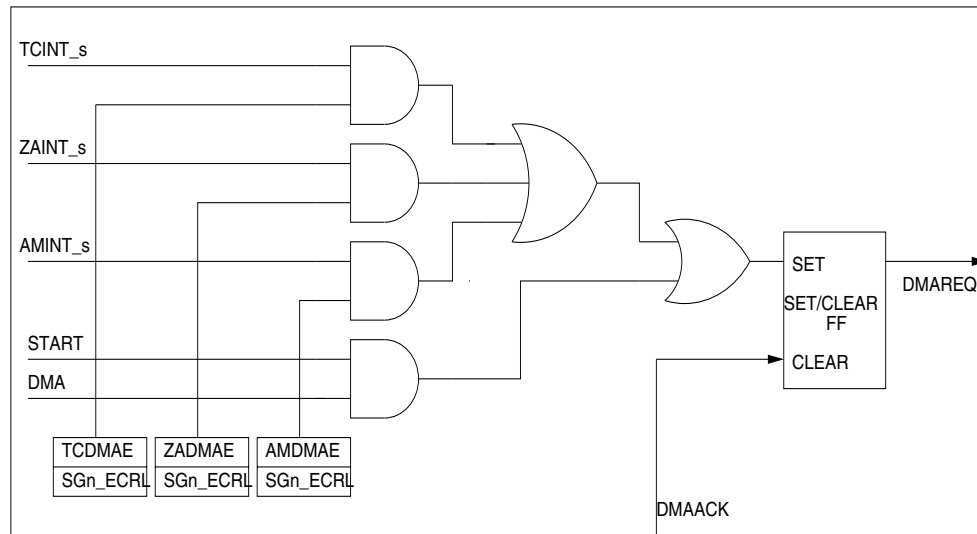 TCINT_s
ZAINT_s
AMINT_s
START
DMA
TCDMAE
SGn_ECRL
ZADMAE
SGn_ECRL
AMDMAE
SGn_ECRL
SET
SET/CLEAR
FF
CLEAR
DMAREQ
DMAACK